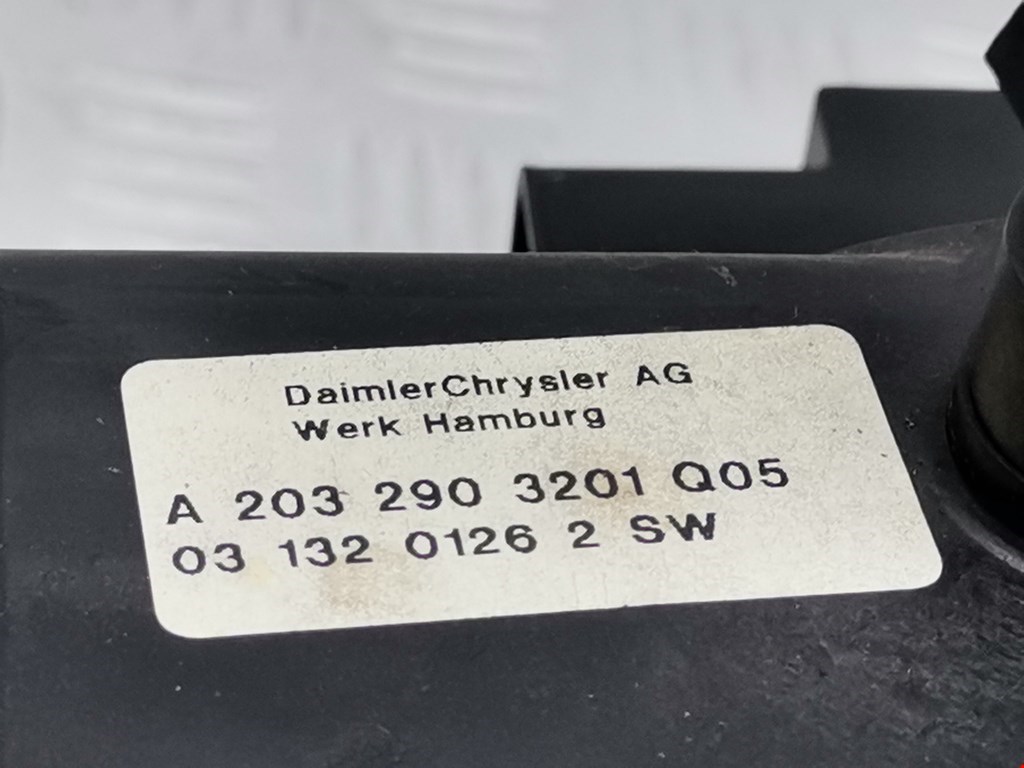 DaimlerChrysler AG
Werk Hamburg
A 203 290 3201 Q05
03 132 0126 2 SW